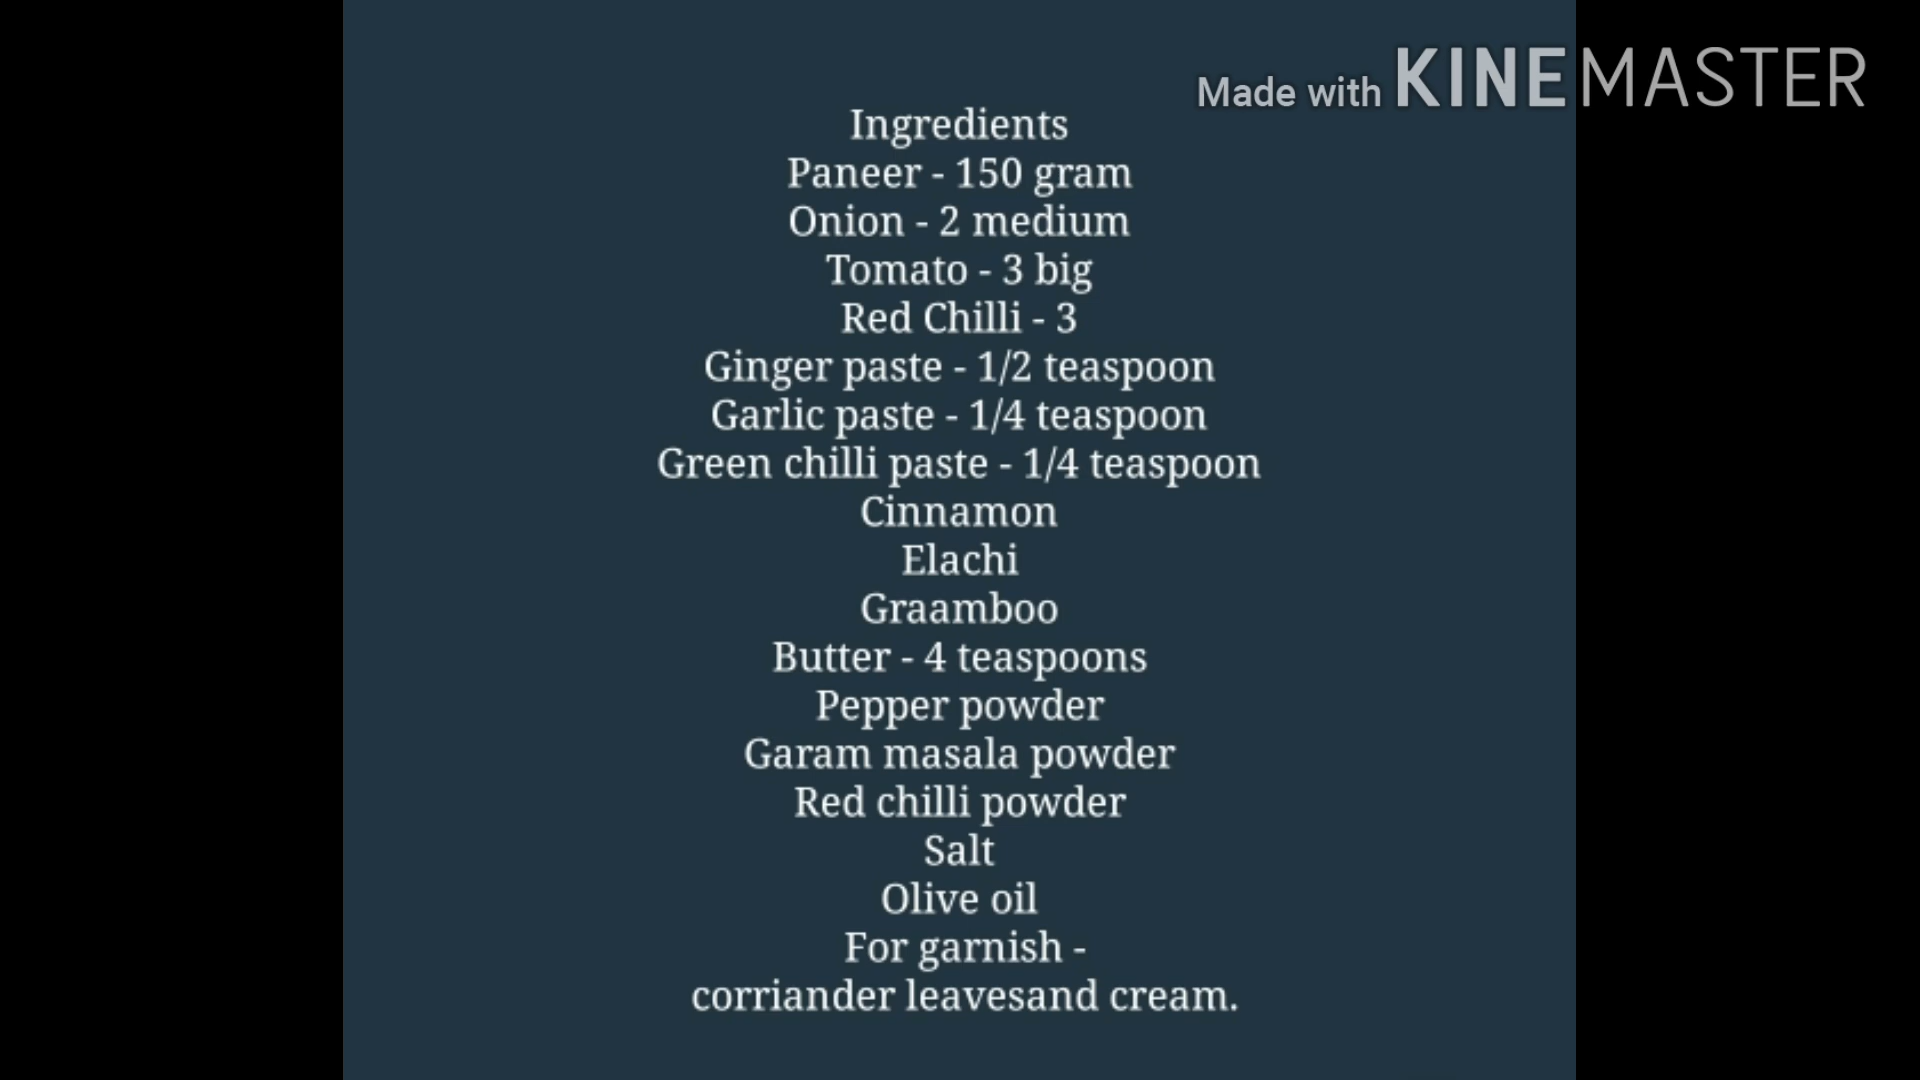 Made with KINEMASTER
Ingredients
Paneer - 150 gram
Onion - 2 medium
Tomato - 3 big
Red Chilli - 3
Ginger paste - 1/2 teaspoon
Garlic paste - 1/4 teaspoon
Green chilli paste - 1/4 teaspoon
Cinnamon
Elachi
Graamboo
Butter - 4 teaspoons
Pepper powder
Garam masala powder
Red chilli powder
Salt
Olive oil
For garnish -
corriander leavesand cream.